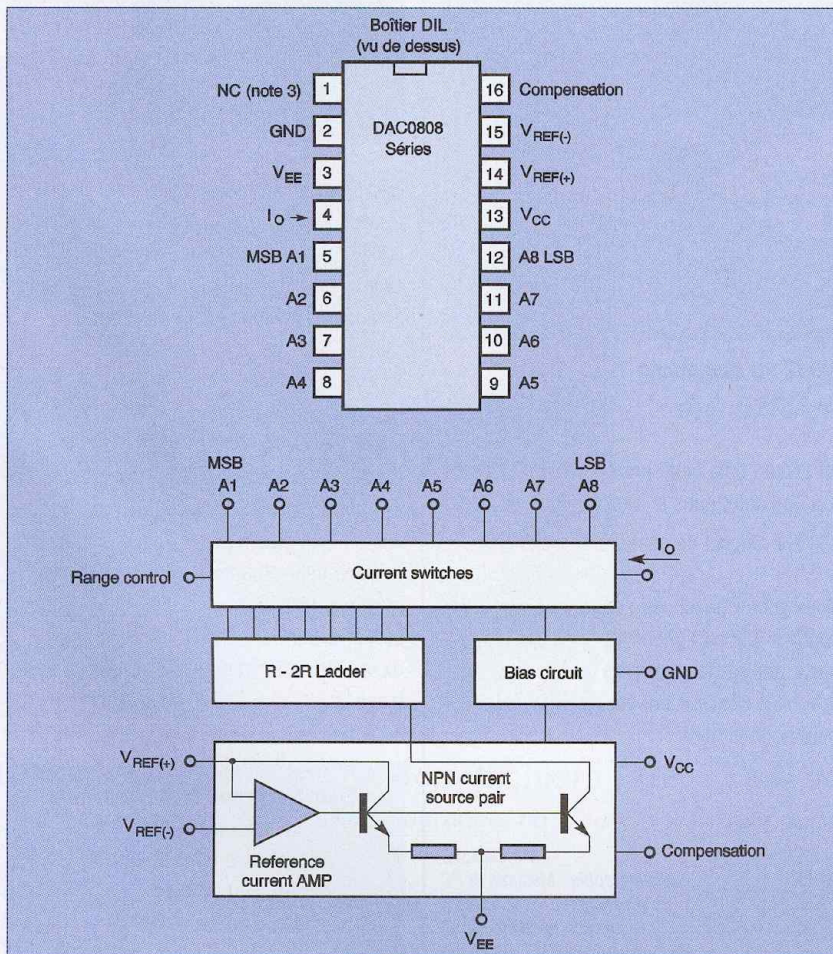 Boîtier DIL
(vu de dessus)
NC (note 3) 1 16 Compensation
GND 2 DAC0808 15 VREF(-)
Séries
VEE 3 14 VREF(+)
IO 4 13 VCC
MSB A1 5 12 A8 LSB
A2 6 11 A7
A3 7 10 A6
A4 8 9 A5
MSB LSB
A1 A2 A3 A4 A5 A6 A7 A8
IO
Range control Current switches
R - 2R Ladder Bias circuit GND
VREF(+) VCC
NPN current
source pair
VREF(-)
Reference
current AMP
Compensation
VEE